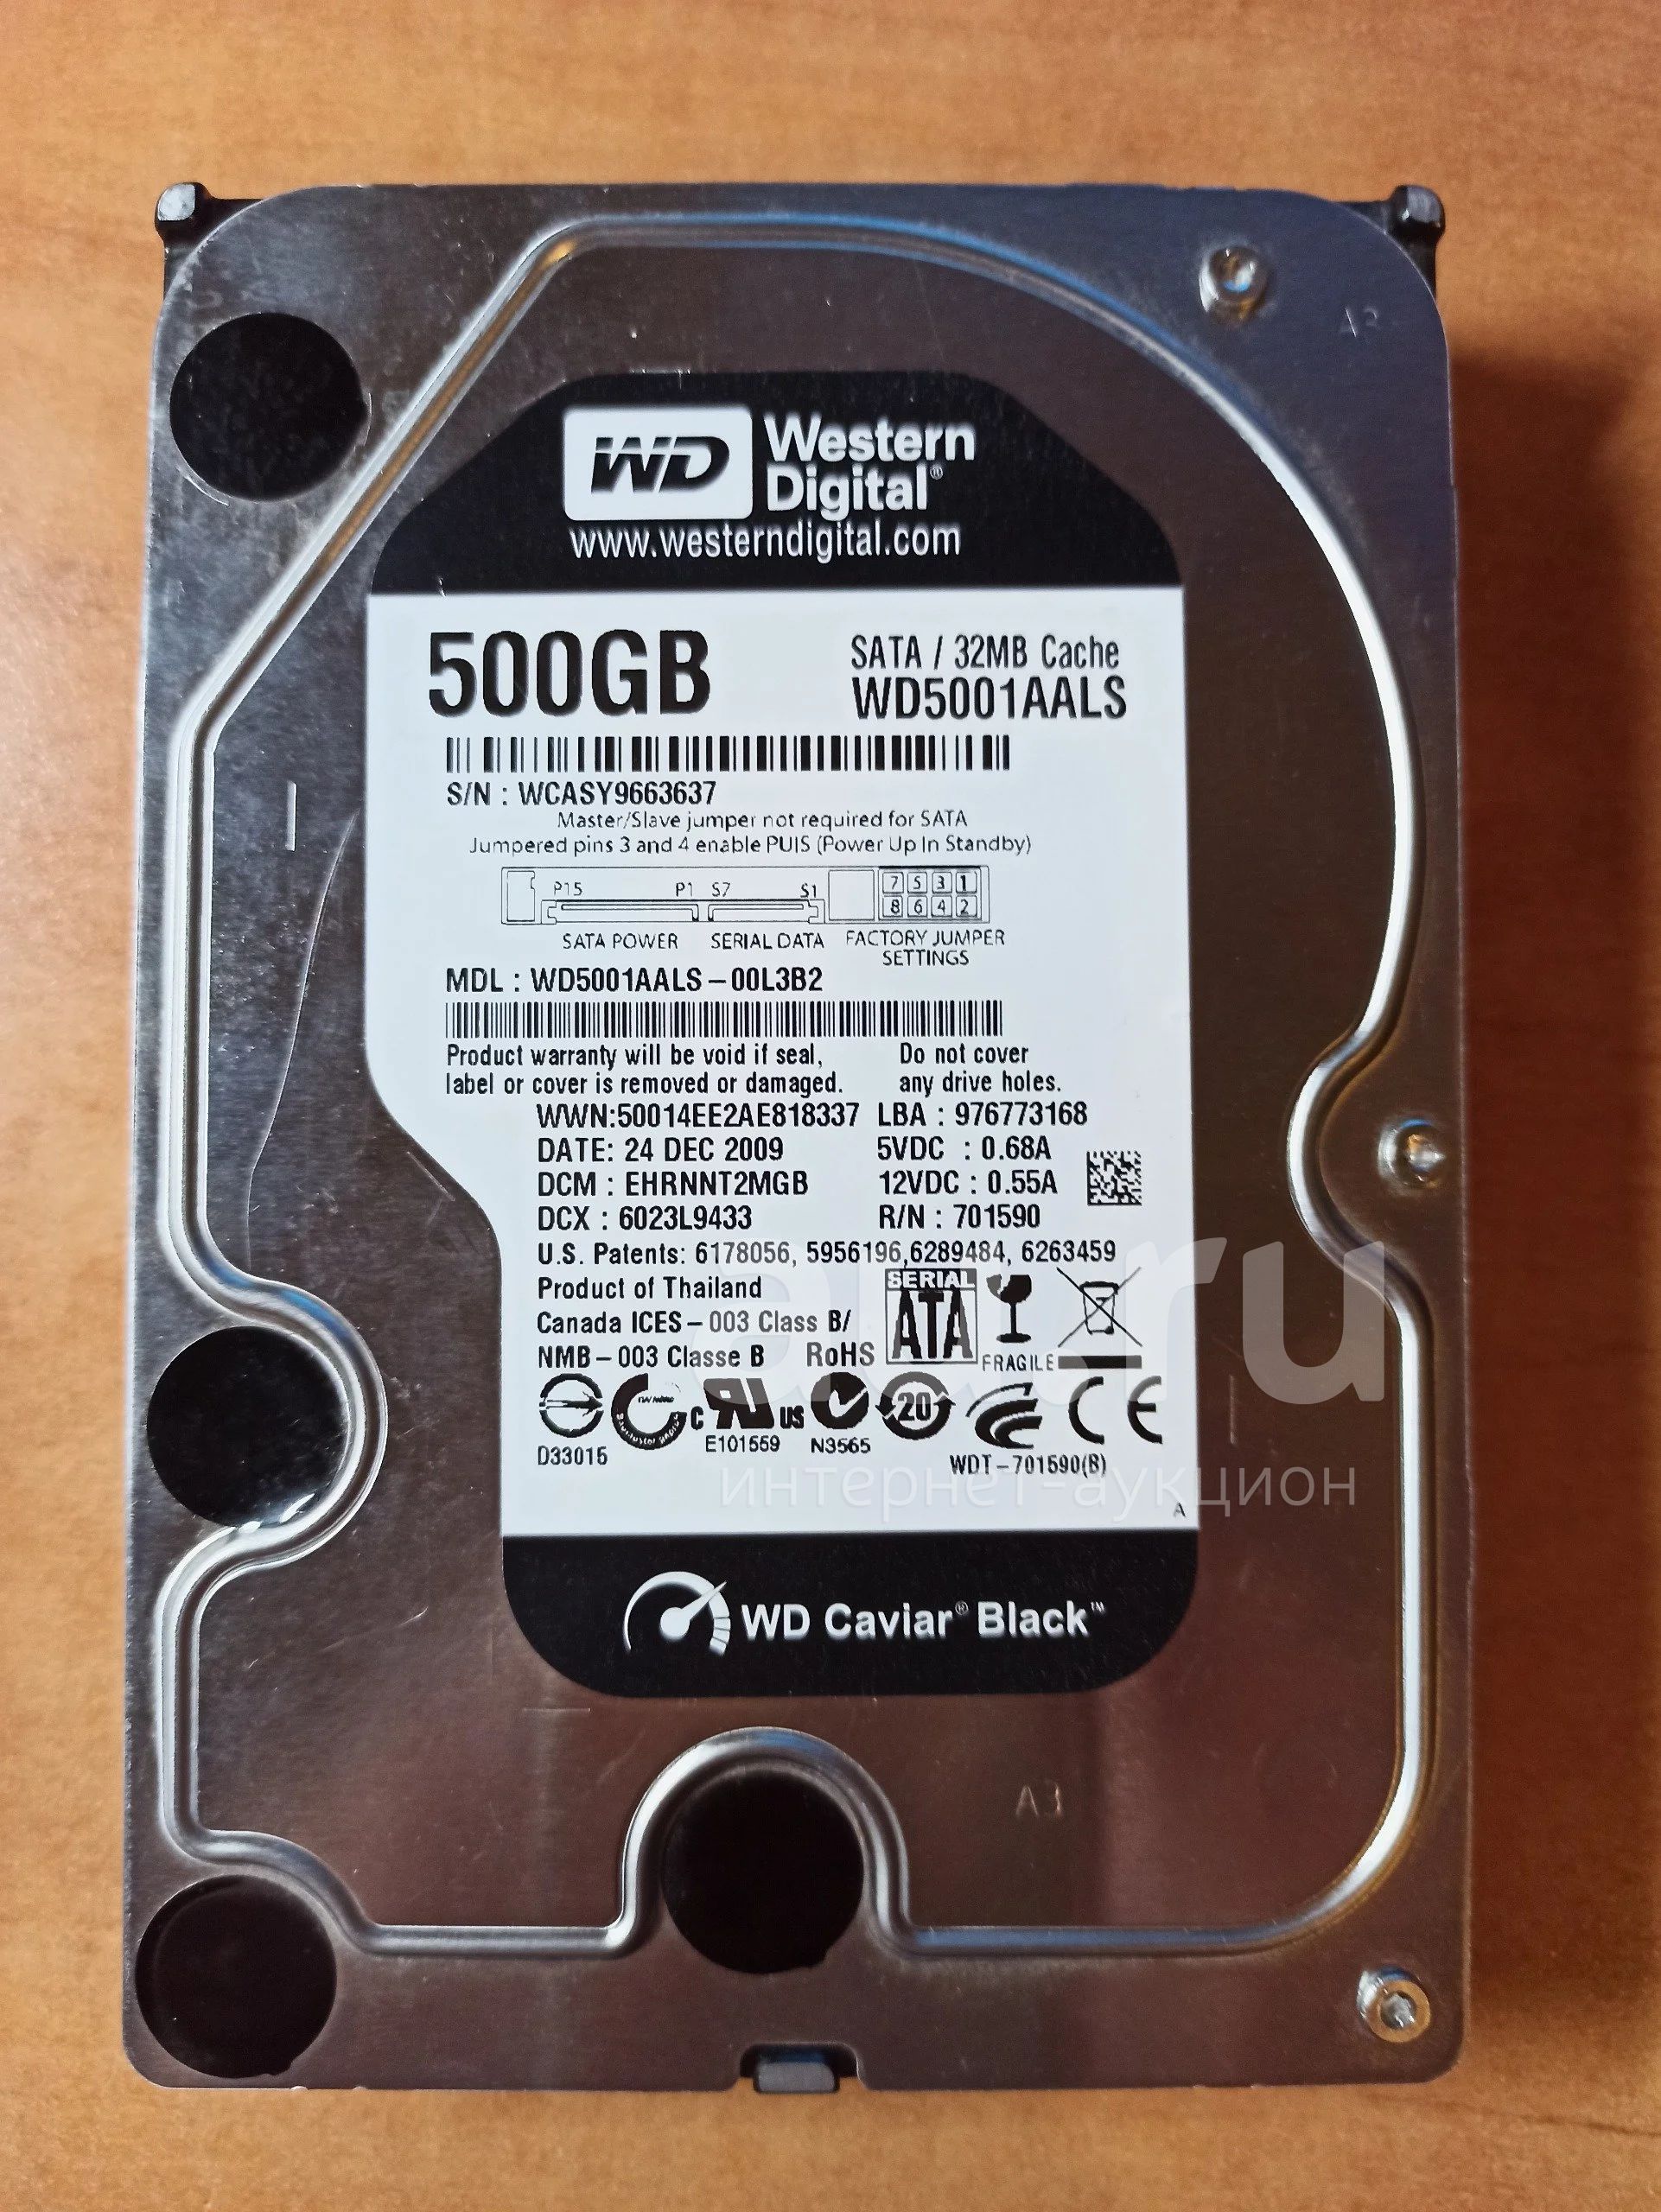 WD Western
Digital®
www.westerndigital.com
500GB
SATA / 32MB Cache
WD5001AALS
S/N : WCASY9663637
Master/Slave jumper not required for SATA
Jumpered pins 3 and 4 enable PUIS (Power Up In Standby)
P15 P1 S7 S1 7 5 3 1
8 6 4 2
SATA POWER SERIAL DATA FACTORY JUMPER
SETTINGS
MDL : WD5001AALS – 00L3B2
Product warranty will be void if seal,
label or cover is removed or damaged.
Do not cover
any drive holes.
WWN:50014EE2AE818337 LBA : 976773168
DATE: 24 DEC 2009 5VDC : 0.68A
DCM : EHRNNT2MGB 12VDC : 0.55A
DCX : 6023L9433 R/N : 701590
U.S. Patents: 6178056, 5956196,6289484, 6263459
Product of Thailand
Canada ICES – 003 Class B/
NMB – 003 Classe B RoHS
SERIAL
ATA
FRAGILE
C US 20 CE
D33015 E101559 N3565
WDT – 701590(B)
интернет-аукцион
A
WD Caviar® Black™
A3